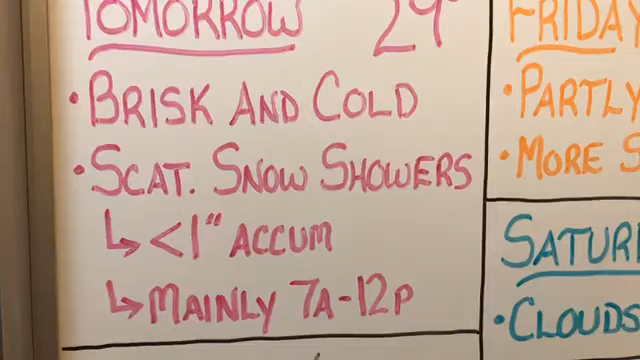 TOMORROW 29°
• BRISK AND COLD
• SCAT. SNOW SHOWERS
↳ <1" ACCUM
↳ MAINLY 7A-12P
FRIDAY
• PARTLY
• MORE S
SATUR
• CLOUDS